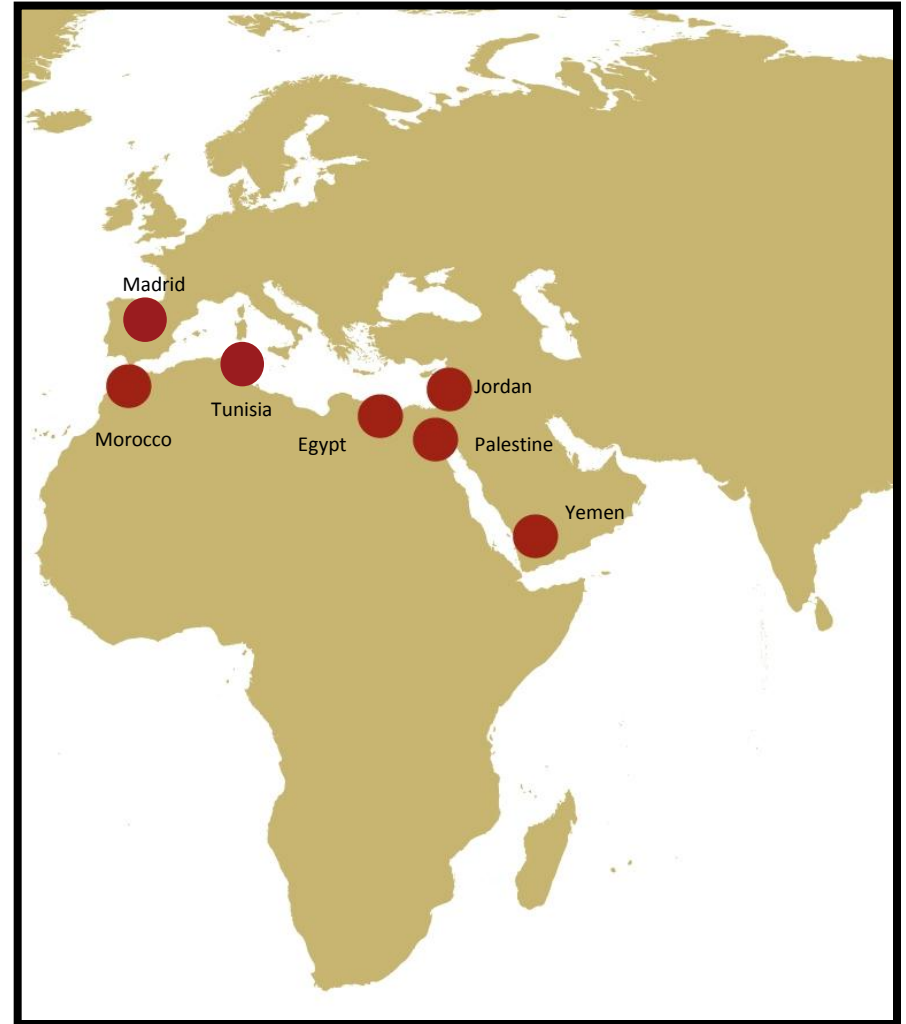 Madrid
Jordan
Tunisia
Morocco
Egypt
Palestine
Yemen